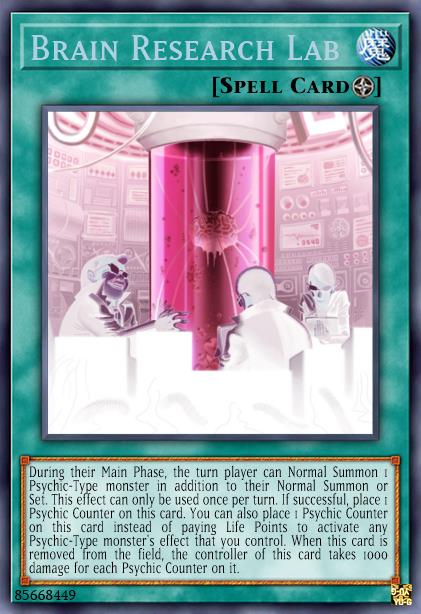 Brain Research Lab 魔
[Spell Card]
0640
During their Main Phase, the turn player can Normal Summon 1
Psychic-Type monster in addition to their Normal Summon or
Set. This effect can only be used once per turn. If successful, place 1
Psychic Counter on this card. You can also place 1 Psychic Counter
on this card instead of paying Life Points to activate any
Psychic-Type monster's effect that you control. When this card is
removed from the field, the controller of this card takes 1000
damage for each Psychic Counter on it.
85668449